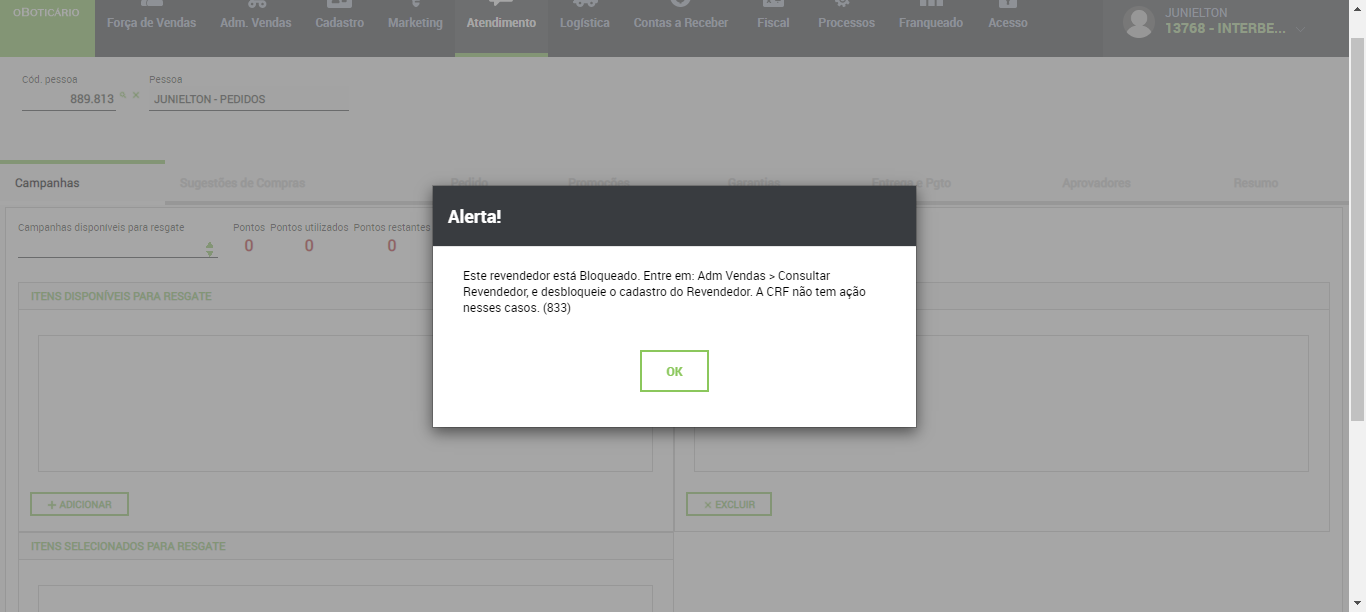 oBOTICÁRIO
Força de Vendas
Adm. Vendas
Cadastro
Marketing
Atendimento
Logística
Contas a Receber
Fiscal
Processos
Franqueado
Acesso
JUNIELTON
13768 - INTERBE...
Cód. pessoa
Pessoa
889.813
JUNIELTON - PEDIDOS
Campanhas
Sugestões de Compras
Pedido
Promoções
Garantias
Entrega e Pgto
Aprovadores
Resumo
Campanhas disponíveis para resgate
Pontos
Pontos utilizados
Pontos restantes
0
0
0
Alerta!
Este revendedor está Bloqueado. Entre em: Adm Vendas > Consultar
Revendedor, e desbloqueie o cadastro do Revendedor. A CRF não tem ação
nesses casos. (833)
OK
ITENS DISPONÍVEIS PARA RESGATE
+ ADICIONAR
× EXCLUIR
ITENS SELECIONADOS PARA RESGATE